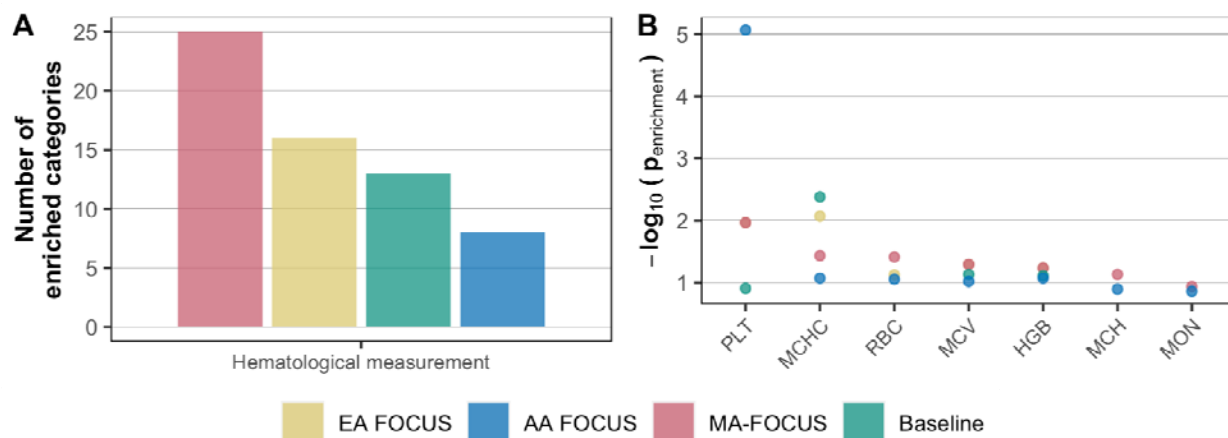 A
Number of
enriched categories
25
20
15
10
5
0
Hematological measurement
B
− log10 ( penrichment )
5
4
3
2
1
PLT
MCHC
RBC
MCV
HGB
MCH
MON
EA FOCUS
AA FOCUS
MA-FOCUS
Baseline